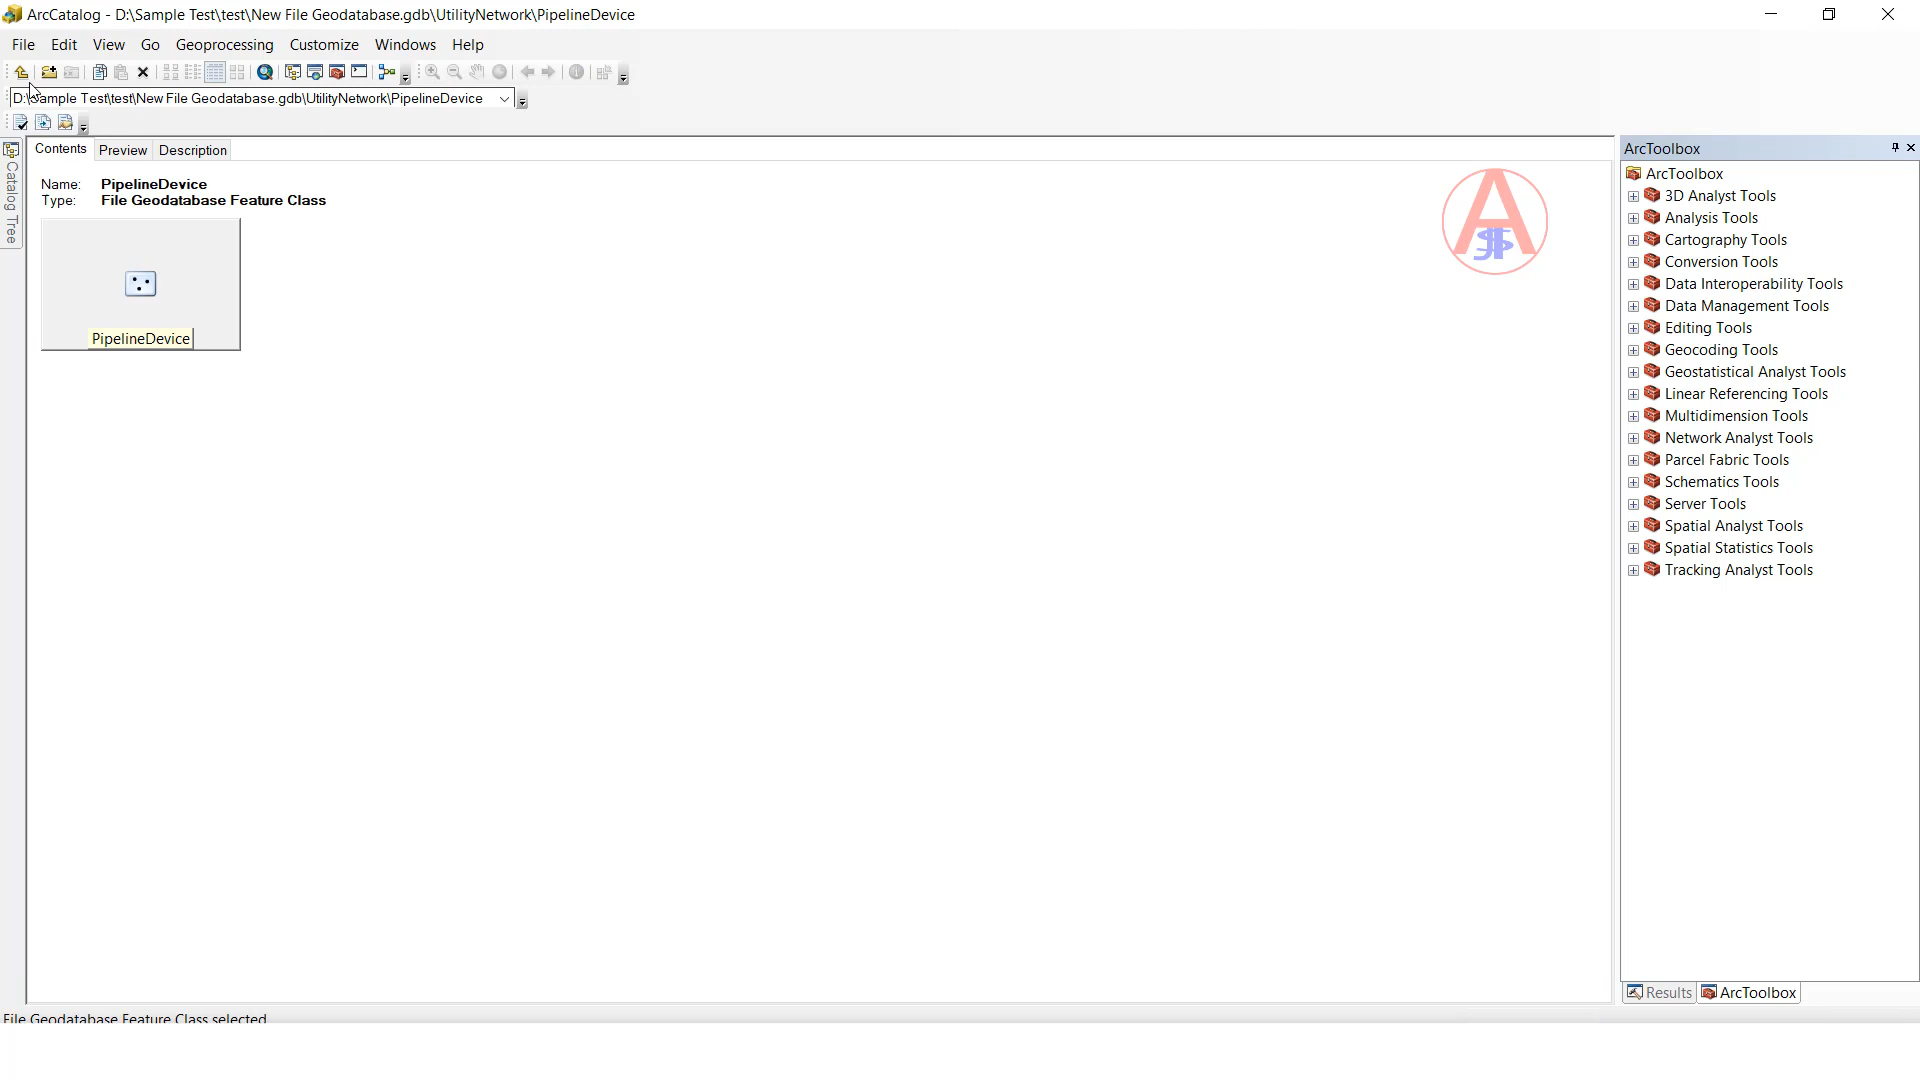 ArcCatalog - D:\Sample Test\test\New File Geodatabase.gdb\UtilityNetwork\PipelineDevice
File Edit View Go Geoprocessing Customize Windows Help
D:\Sample Test\test\New File Geodatabase.gdb\UtilityNetwork\PipelineDevice
Catalog Tree
Contents Preview Description
Name: PipelineDevice
Type: File Geodatabase Feature Class
PipelineDevice
ArcToolbox
ArcToolbox
3D Analyst Tools
Analysis Tools
Cartography Tools
Conversion Tools
Data Interoperability Tools
Data Management Tools
Editing Tools
Geocoding Tools
Geostatistical Analyst Tools
Linear Referencing Tools
Multidimension Tools
Network Analyst Tools
Parcel Fabric Tools
Schematics Tools
Server Tools
Spatial Analyst Tools
Spatial Statistics Tools
Tracking Analyst Tools
Results ArcToolbox
File Geodatabase Feature Class selected